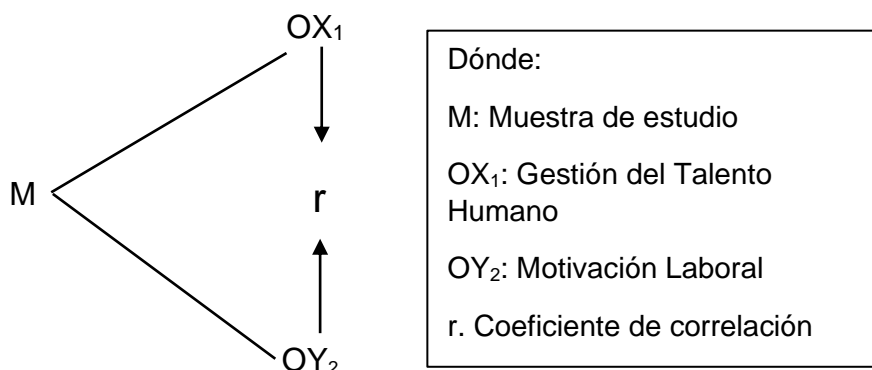 OX₁
M
r
OY₂
Dónde:
M: Muestra de estudio
OX₁: Gestión del Talento
Humano
OY₂: Motivación Laboral
r. Coeficiente de correlación